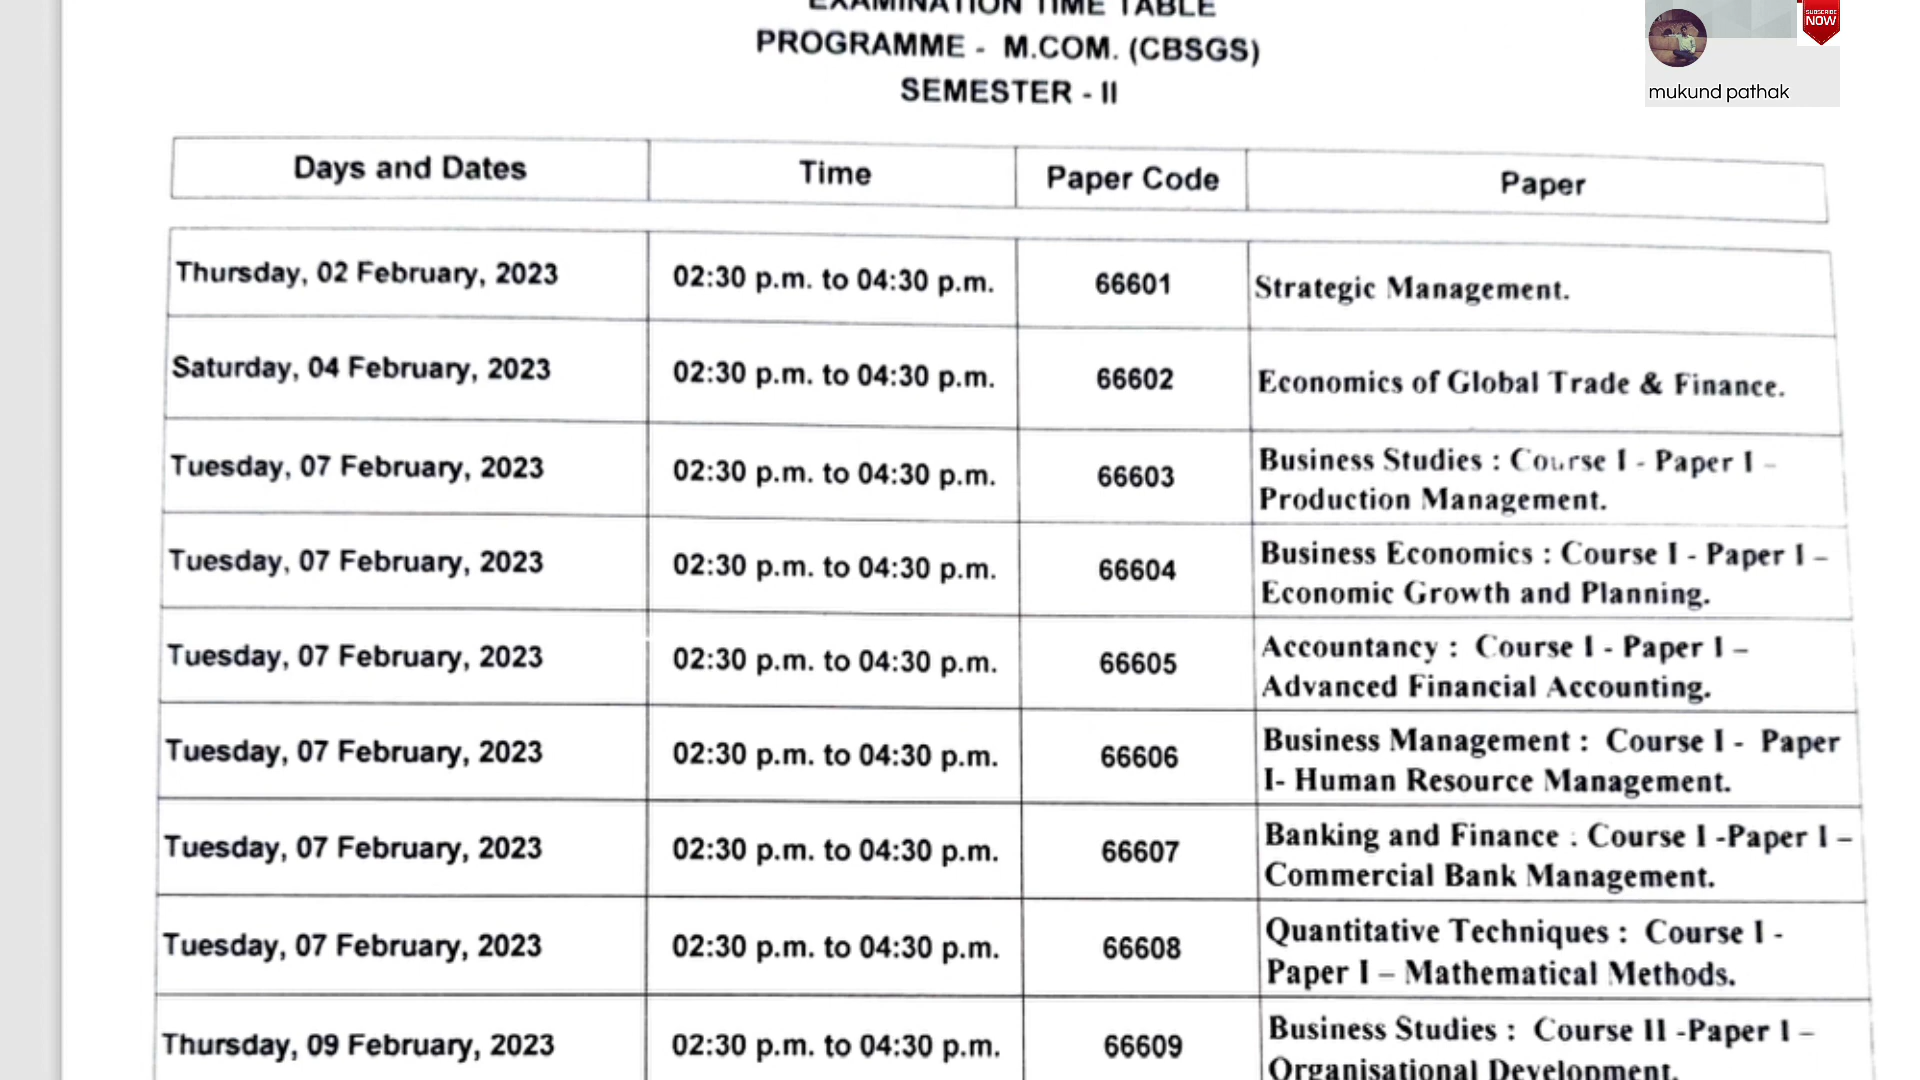 EXAMINATION TIME TABLE
PROGRAMME - M.COM. (CBSGS)
SEMESTER - II
SUBSCRIBE
NOW
mukund pathak
Days and Dates Time Paper Code Paper
Thursday, 02 February, 2023 02:30 p.m. to 04:30 p.m. 66601 Strategic Management.
Saturday, 04 February, 2023 02:30 p.m. to 04:30 p.m. 66602 Economics of Global Trade & Finance.
Tuesday, 07 February, 2023 02:30 p.m. to 04:30 p.m. 66603 Business Studies : Course I - Paper I –
Production Management.
Tuesday, 07 February, 2023 02:30 p.m. to 04:30 p.m. 66604 Business Economics : Course I - Paper I –
Economic Growth and Planning.
Tuesday, 07 February, 2023 02:30 p.m. to 04:30 p.m. 66605 Accountancy : Course I - Paper I –
Advanced Financial Accounting.
Tuesday, 07 February, 2023 02:30 p.m. to 04:30 p.m. 66606 Business Management : Course I - Paper
I- Human Resource Management.
Tuesday, 07 February, 2023 02:30 p.m. to 04:30 p.m. 66607 Banking and Finance : Course I -Paper I –
Commercial Bank Management.
Tuesday, 07 February, 2023 02:30 p.m. to 04:30 p.m. 66608 Quantitative Techniques : Course I -
Paper I – Mathematical Methods.
Thursday, 09 February, 2023 02:30 p.m. to 04:30 p.m. 66609 Business Studies : Course II -Paper I –
Organisational Development.